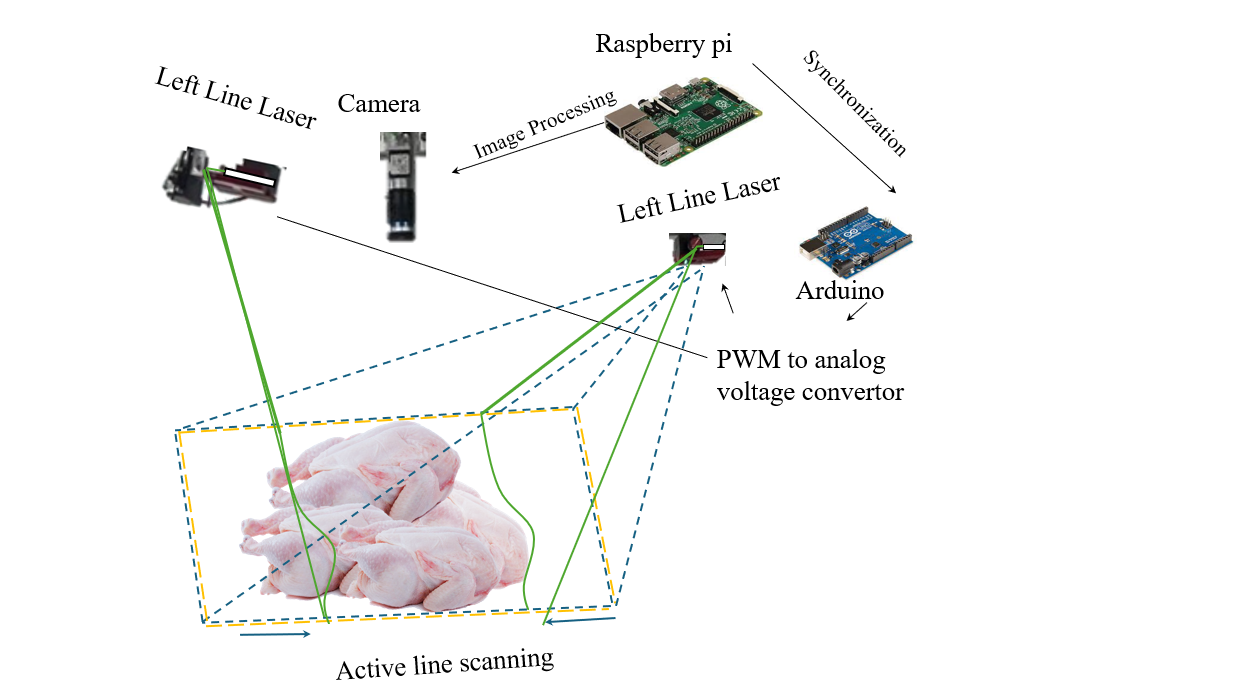 Raspberry pi
Left Line Laser
Camera
Image Processing
Synchronization
Left Line Laser
Arduino
PWM to analog
voltage convertor
Active line scanning